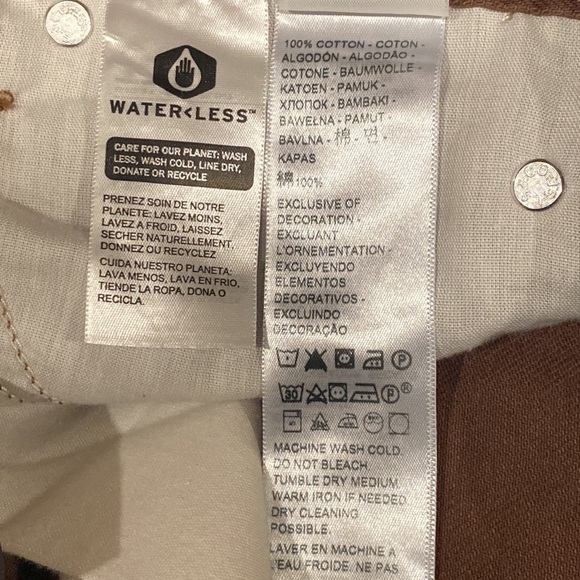 WATER<LESS™
CARE FOR OUR PLANET: WASH
LESS, WASH COLD, LINE DRY,
DONATE OR RECYCLE
PRENEZ SOIN DE NOTRE
PLANETE: LAVEZ MOINS,
LAVEZ A FROID, LAISSEZ
SECHER NATURELLEMENT,
DONNEZ OU RECYCLEZ
CUIDA NUESTRO PLANETA:
LAVA MENOS, LAVA EN FRIO,
TIENDE LA ROPA, DONA O
RECICLA.
100% COTTON - COTON -
ALGODÓN - ALGODÃO -
COTONE - BAUMWOLLE -
KATOEN - PAMUK -
ХЛОПОК - BAMBAKI -
BAWEŁNA - PAMUT -
BAVLNA - 棉 - 면 -
KAPAS
綿100%
EXCLUSIVE OF
DECORATION -
EXCLUANT
L'ORNEMENTATION -
EXCLUYENDO
ELEMENTOS
DECORATIVOS -
EXCLUINDO
DECORAÇÃO
P
30 P®
40
MACHINE WASH COLD.
DO NOT BLEACH
TUMBLE DRY MEDIUM
WARM IRON IF NEEDED
DRY CLEANING
POSSIBLE.
LAVER EN MACHINE A
L'EAU FROIDE. NE PAS